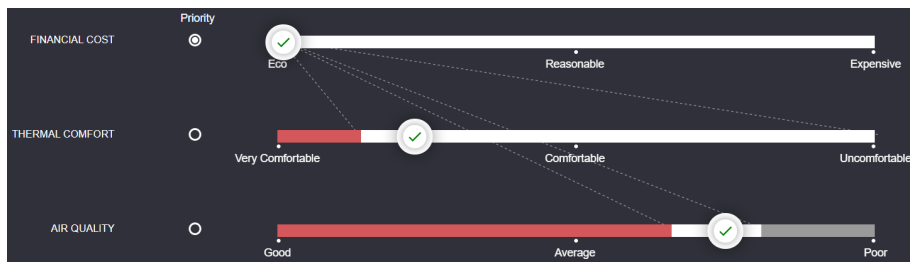 Priority
FINANCIAL COST
Eco
Reasonable
Expensive
THERMAL COMFORT
Very Comfortable
Comfortable
Uncomfortable
AIR QUALITY
Good
Average
Poor